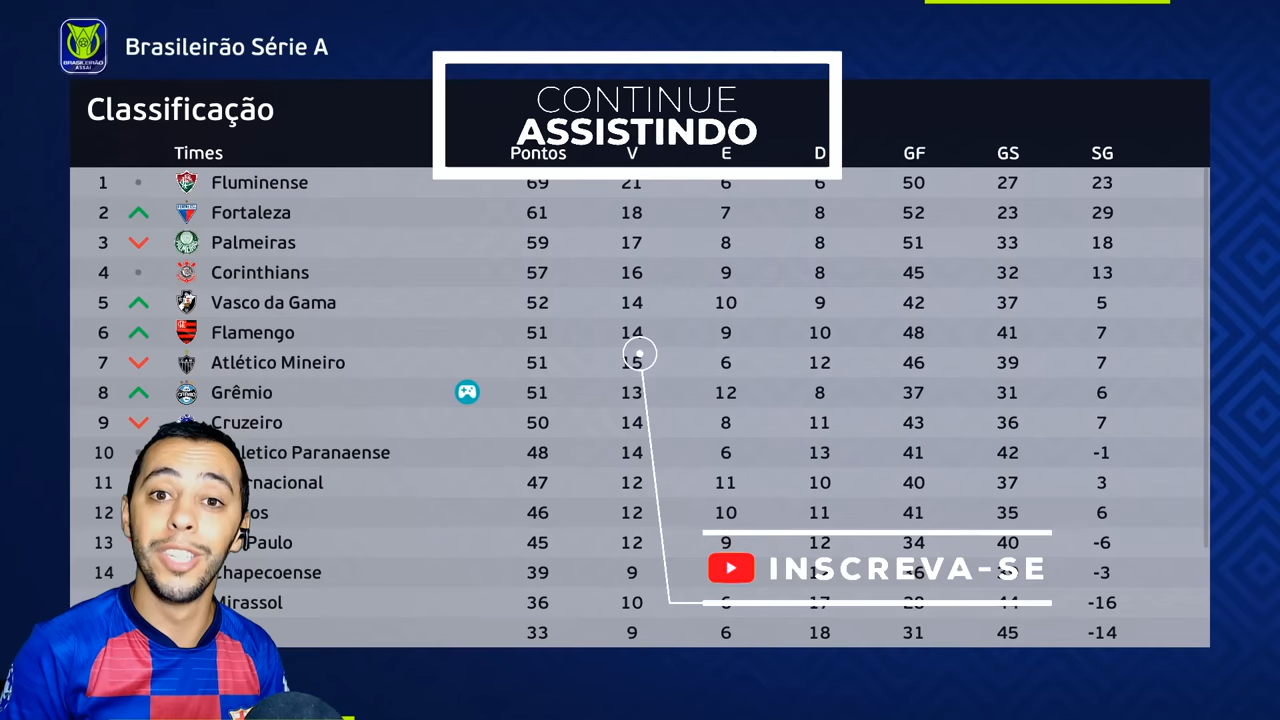 BRASILEIRÃO
ASSAÍ
Brasileirão Série A
CONTINUE
ASSISTINDO
Classificação
Times Pontos V E D GF GS SG
1 Fluminense 69 21 6 6 50 27 23
2 Fortaleza 61 18 7 8 52 23 29
3 Palmeiras 59 17 8 8 51 33 18
4 Corinthians 57 16 9 8 45 32 13
5 Vasco da Gama 52 14 10 9 42 37 5
6 Flamengo 51 14 9 10 48 41 7
7 Atlético Mineiro 51 15 6 12 46 39 7
8 Grêmio 51 13 12 8 37 31 6
9 Cruzeiro 50 14 8 11 43 36 7
10 letico Paranaense 48 14 6 13 41 42 -1
11 rnacional 47 12 11 10 40 37 3
12 os 46 12 10 11 41 35 6
13 Paulo 45 12 9 12 34 40 -6
14 Chapecoense 39 9 -3
INSCREVA-SE
Mirassol 36 10 6 17 28 44 -16
33 9 6 18 31 45 -14